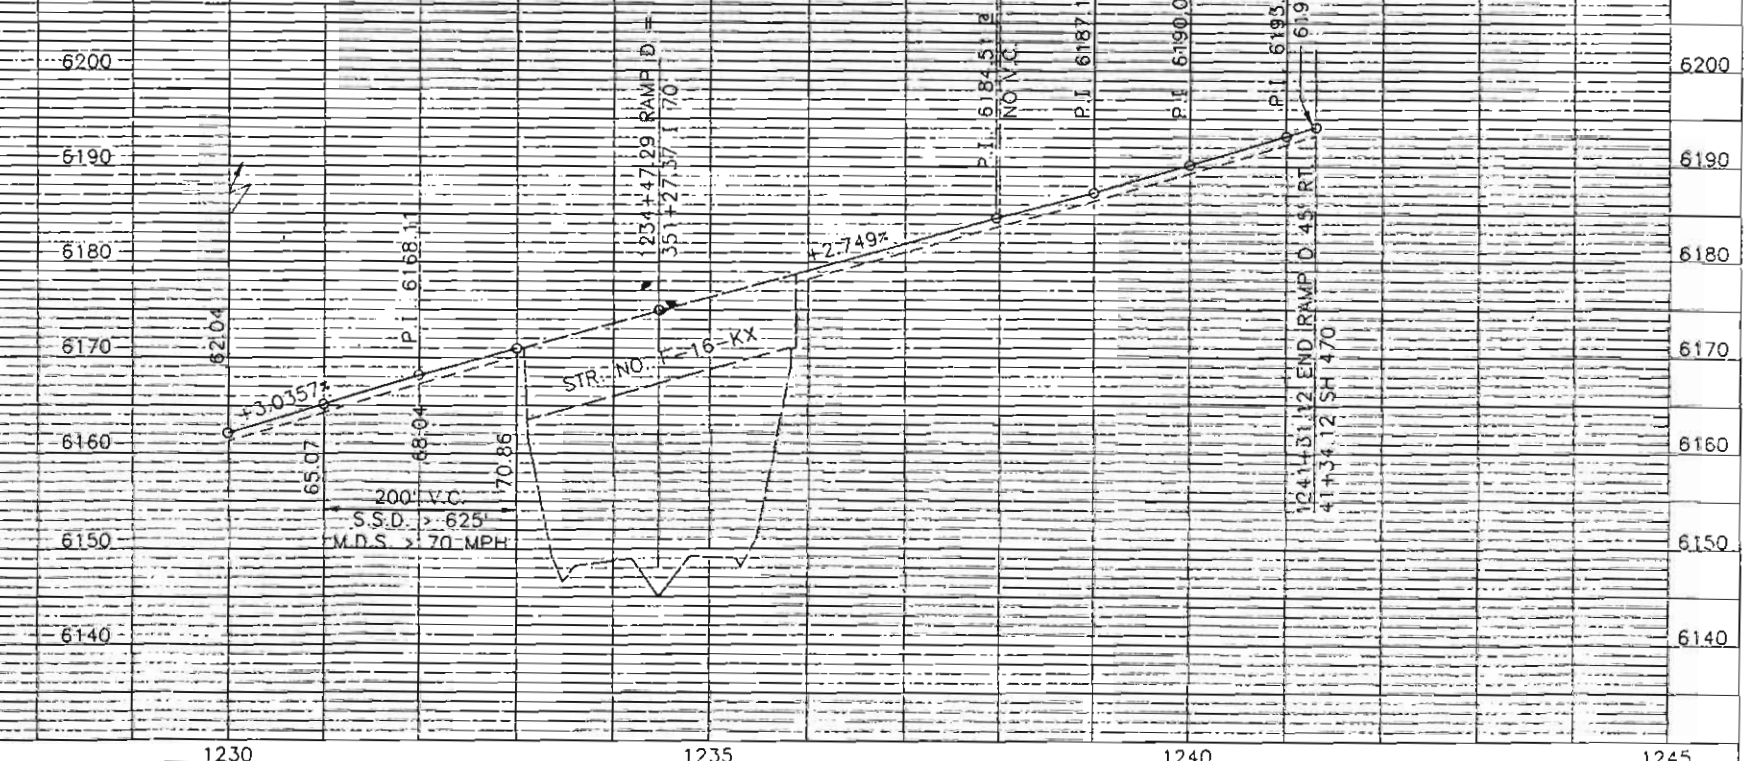 6200
6190
6180
6170
6160
6150
6140
62.04
+3.0357%
65.07
P.I 6168.11
68.04
70.86
200' V.C.
S.S.D. > 625'
M.D.S. > 70 MPH
1234+47.29 RAMP D =
351+27.37 I 70
STR. NO. F-16-KX
+2.749%
P.I. 6184.51
NO V.C.
P.I 6187.1
P.I 6190.0
P.I 6193.
619
1241+31.12 END RAMP D 45' RT.
41+34.12 SH 470
6200
6190
6180
6170
6160
6150
6140
1230
1235
1240
1245